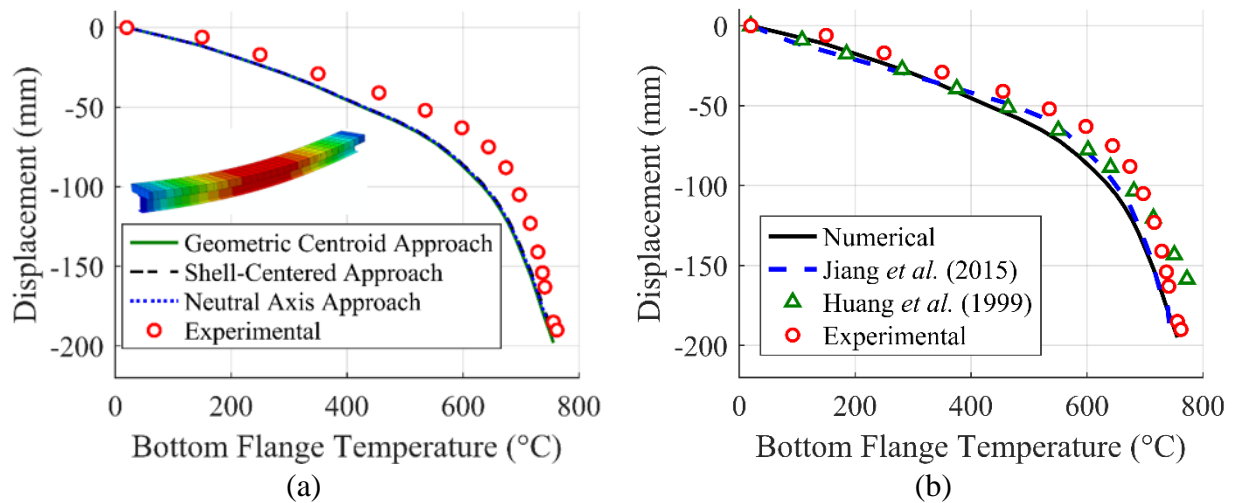 0
-50
-100
-150
-200
Displacement (mm)
Geometric Centroid Approach
Shell-Centered Approach
Neutral Axis Approach
Experimental
0 200 400 600 800
Bottom Flange Temperature (°C)
(a)
0
-50
-100
-150
-200
Displacement (mm)
Numerical
Jiang et al. (2015)
Huang et al. (1999)
Experimental
0 200 400 600 800
Bottom Flange Temperature (°C)
(b)